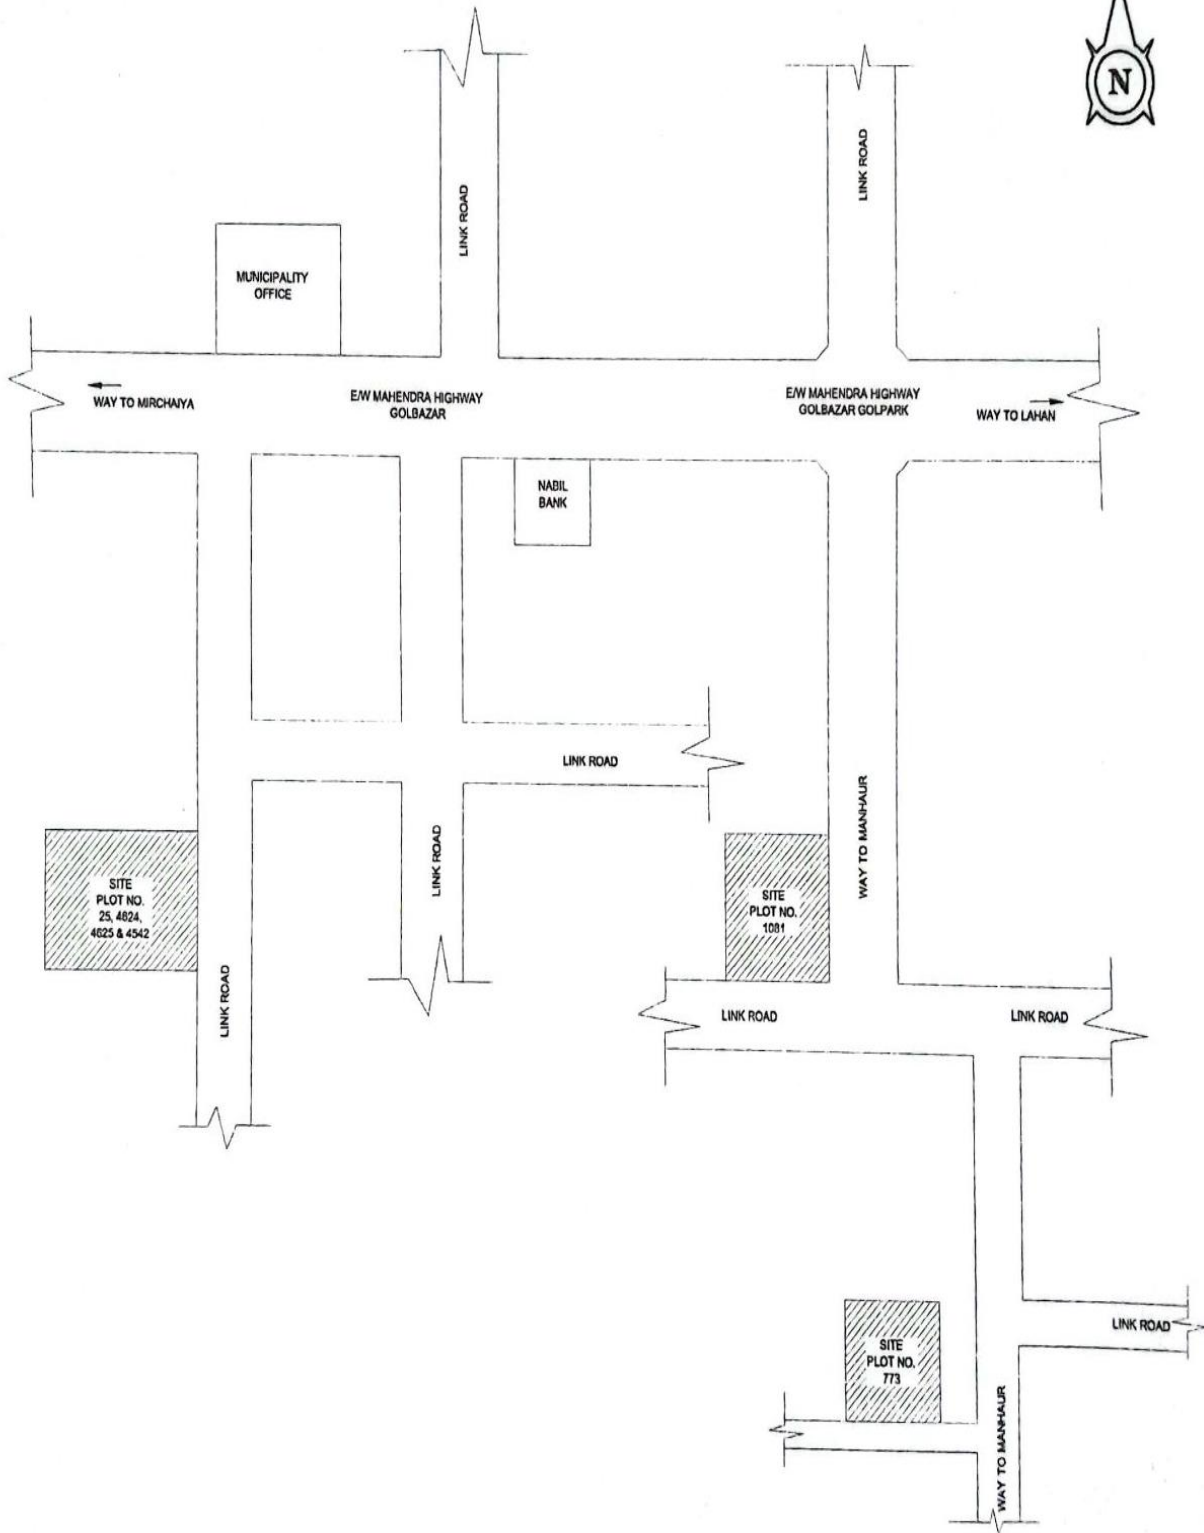 N
LINK ROAD
LINK ROAD
MUNICIPALITY
OFFICE
WAY TO MIRCHAIYA
E/W MAHENDRA HIGHWAY
GOLBAZAR
E/W MAHENDRA HIGHWAY
GOLBAZAR GOLPARK
WAY TO LAHAN
NABIL
BANK
LINK ROAD
LINK ROAD
WAY TO MANHAUR
SITE
PLOT NO.
25, 4624,
4625 & 4542
SITE
PLOT NO.
1081
LINK ROAD
LINK ROAD
LINK ROAD
LINK ROAD
SITE
PLOT NO.
773
WAY TO MANHAUR